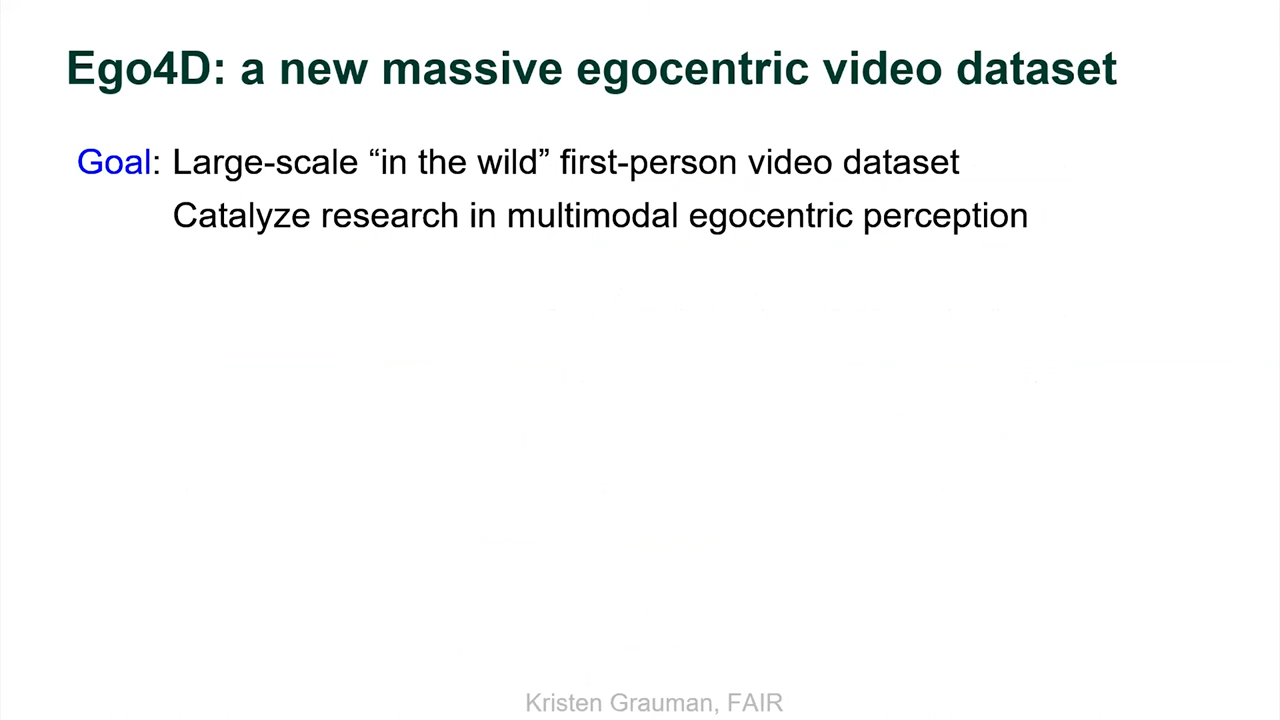 Ego4D: a new massive egocentric video dataset
Goal: Large-scale “in the wild” first-person video dataset
Catalyze research in multimodal egocentric perception
Kristen Grauman, FAIR